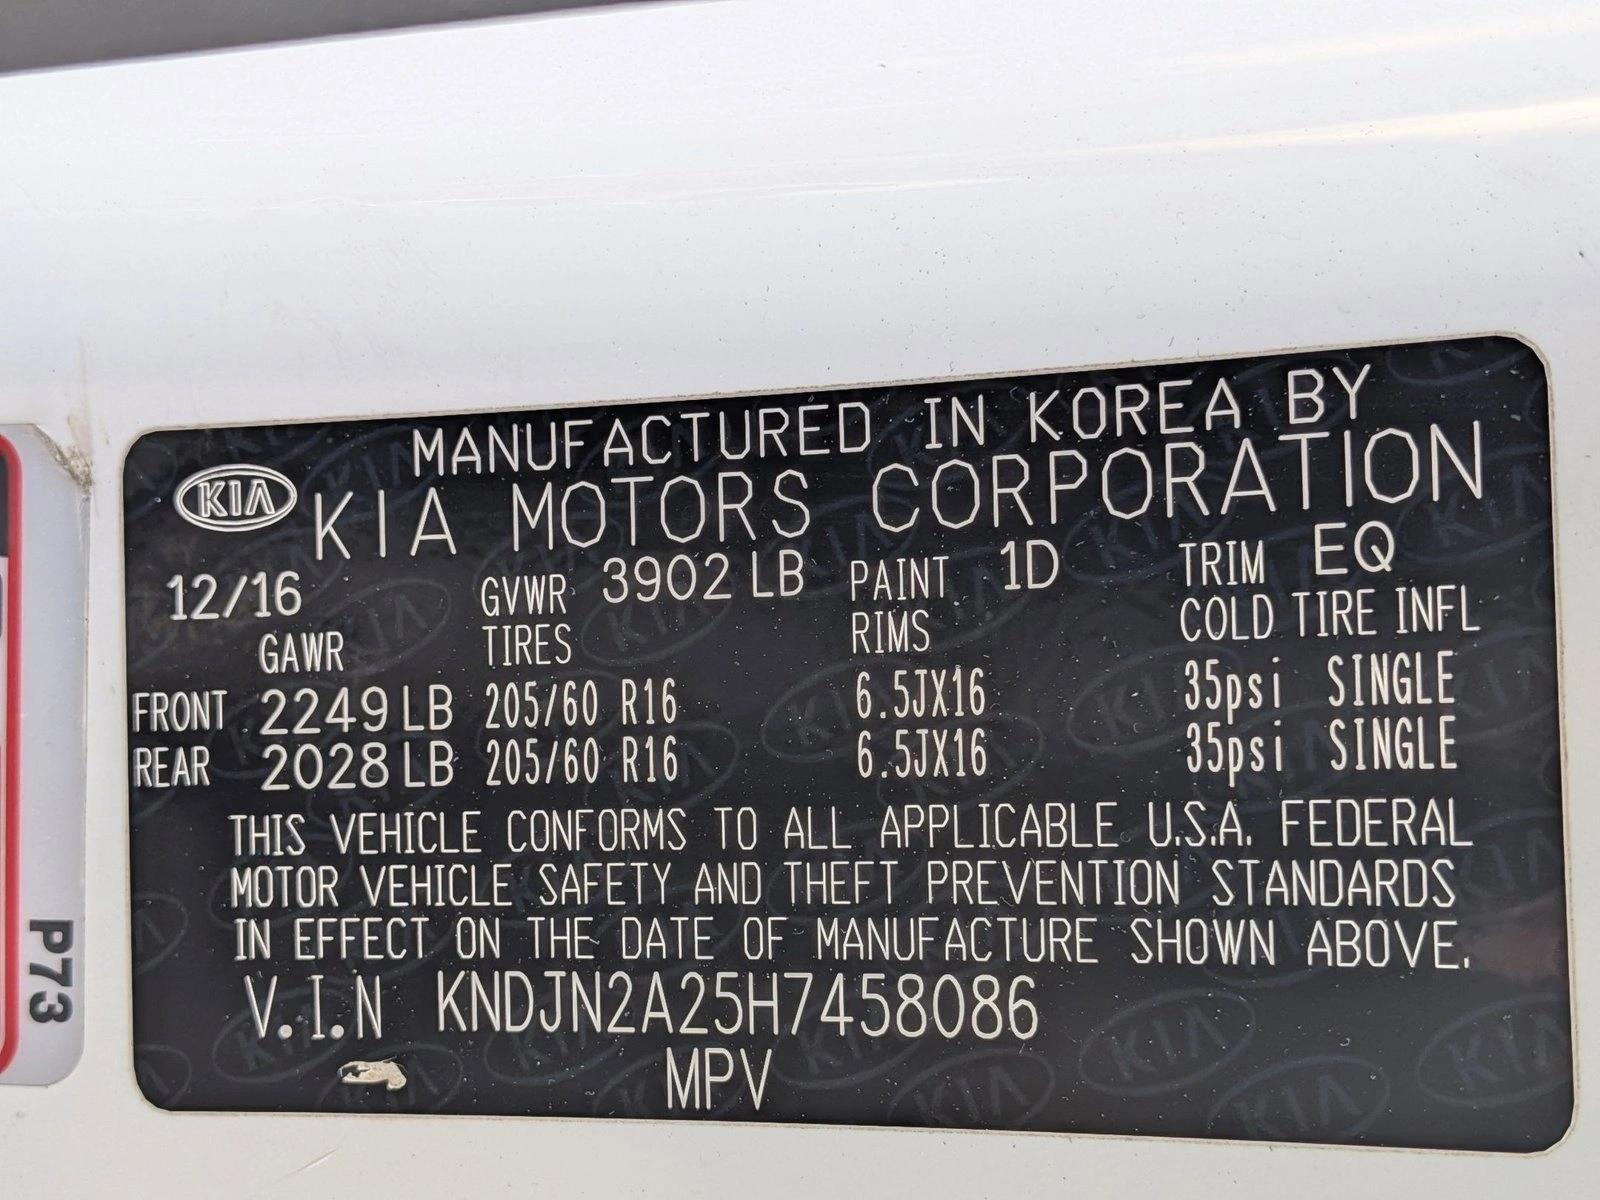 MANUFACTURED IN KOREA BY
KIA KIA MOTORS CORPORATION
12/16 GVWR 3902 LB PAINT 1D TRIM EQ
GAWR TIRES RIMS COLD TIRE INFL
FRONT 2249 LB 205/60 R16 6.5JX16 35psi SINGLE
REAR 2028 LB 205/60 R16 6.5JX16 35psi SINGLE
THIS VEHICLE CONFORMS TO ALL APPLICABLE U.S.A. FEDERAL
MOTOR VEHICLE SAFETY AND THEFT PREVENTION STANDARDS
IN EFFECT ON THE DATE OF MANUFACTURE SHOWN ABOVE.
V.I.N KNDJN2A25H7458086
MPV
P73